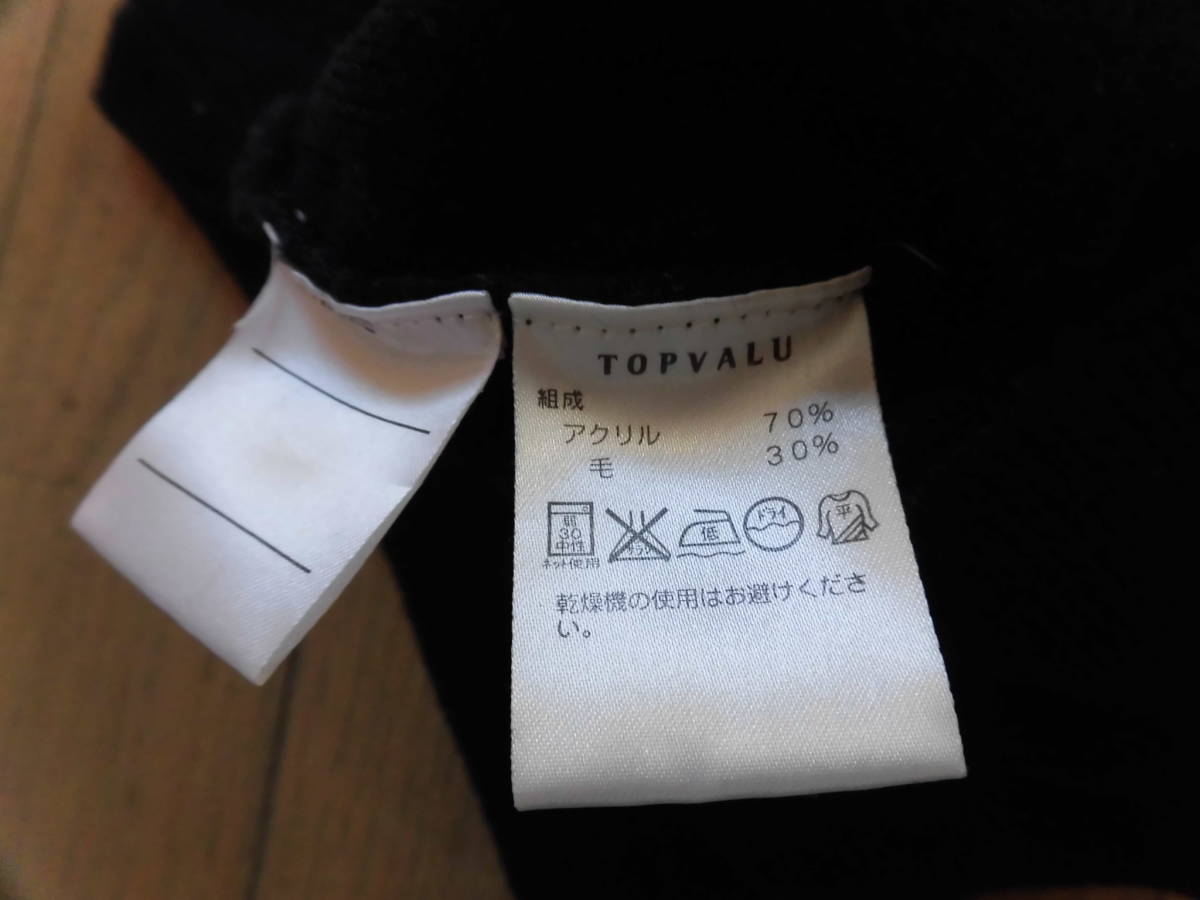 TOPVALU
組成
アクリル 70%
毛 30%
弱
30
中性
ネット使用
低
ドライ
平
乾燥機の使用はお避けくださ
い。